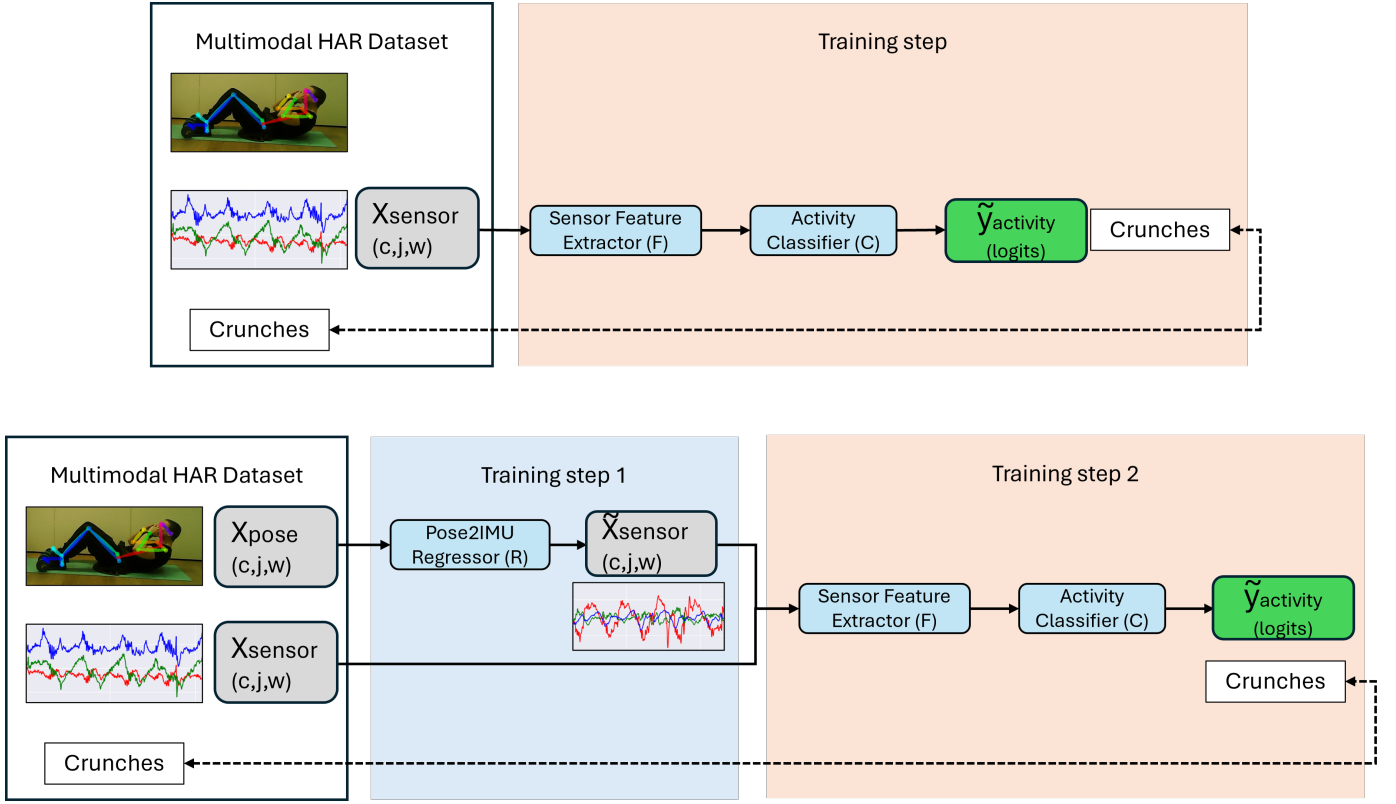 Multimodal HAR Dataset
Training step
Xsensor
(c,j,w)
Sensor Feature
Extractor (F)
Activity
Classifier (C)
ỹactivity
(logits)
Crunches
Crunches
Multimodal HAR Dataset
Training step 1
Training step 2
Xpose
(c,j,w)
Pose2IMU
Regressor (R)
X̃sensor
(c,j,w)
Sensor Feature
Extractor (F)
Activity
Classifier (C)
ỹactivity
(logits)
Xsensor
(c,j,w)
Crunches
Crunches